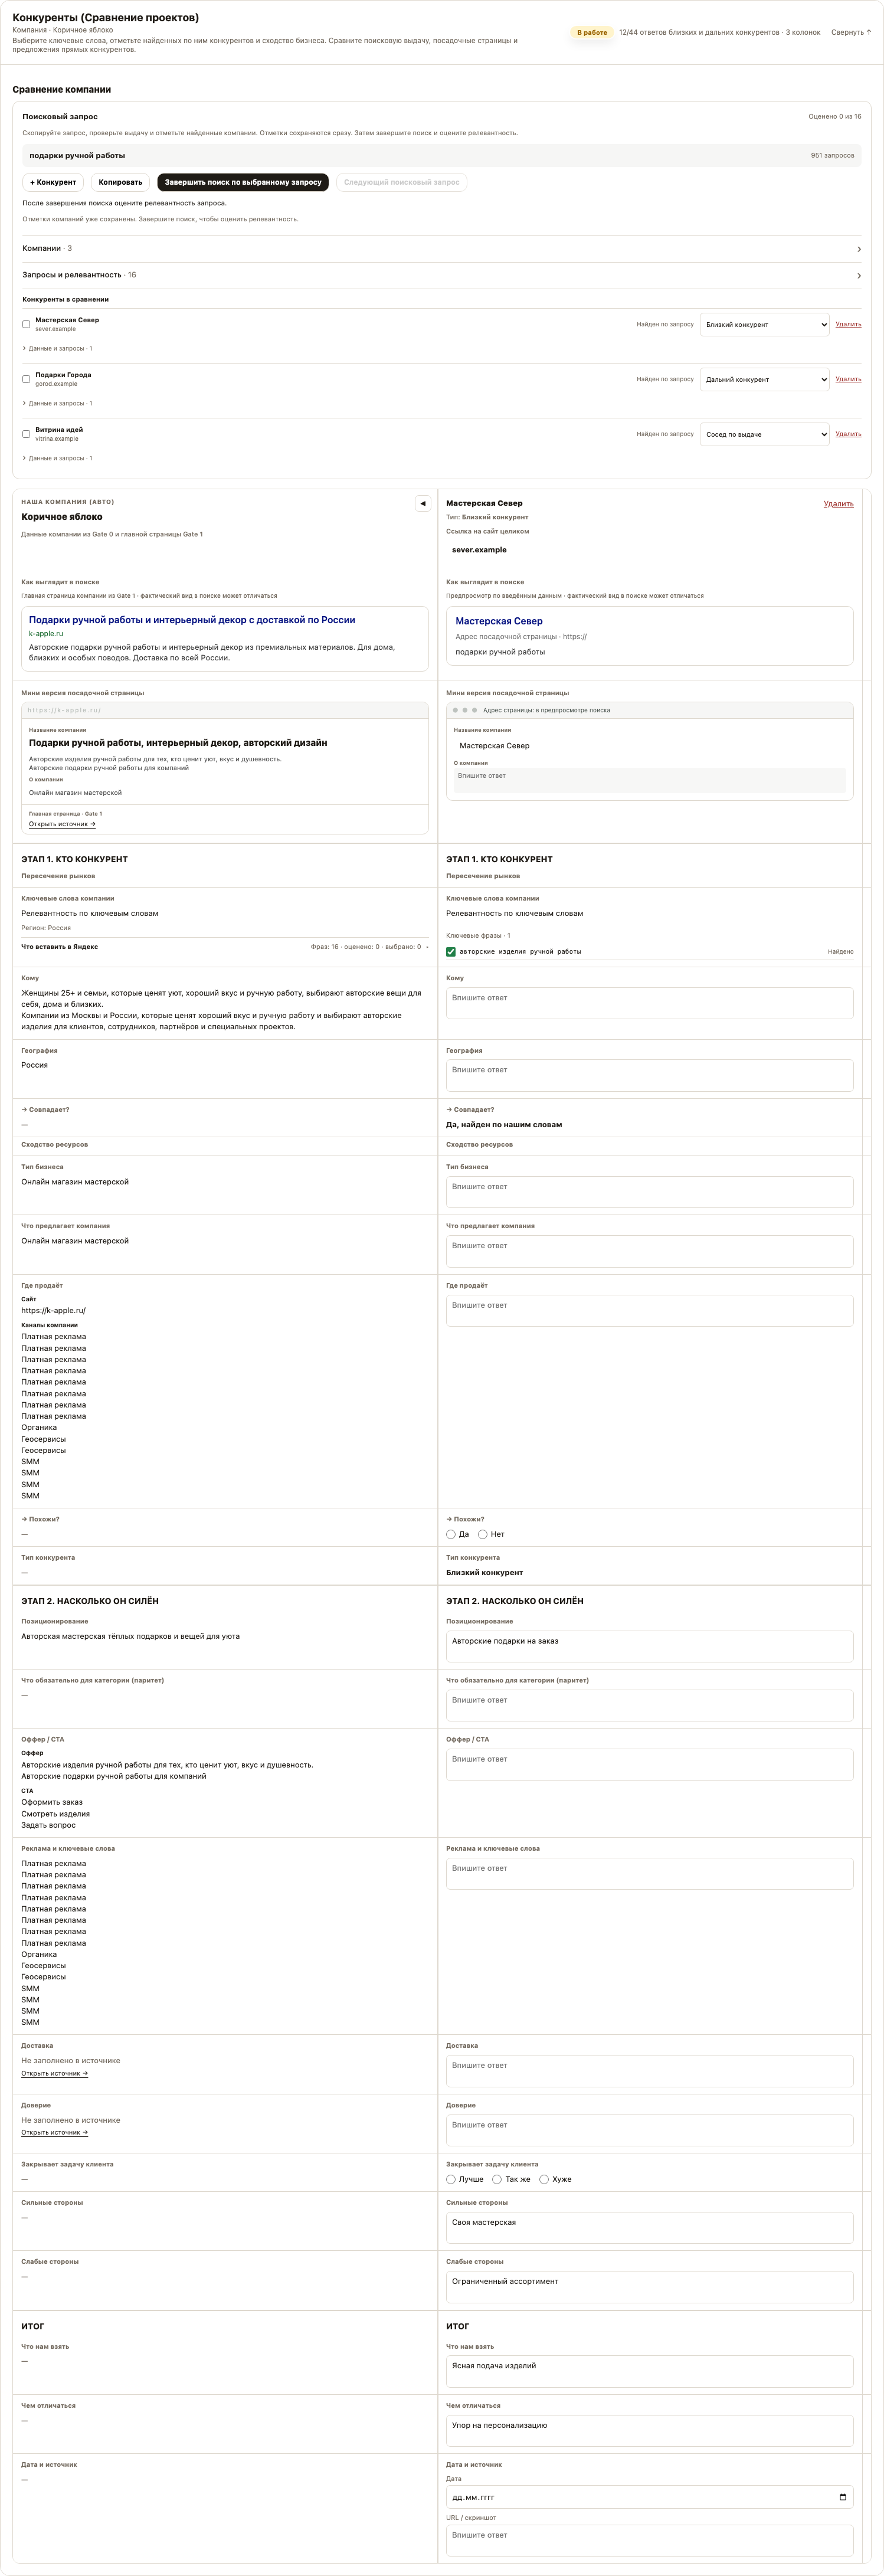 Конкуренты (Сравнение проектов)
Компания · Коричное яблоко
Выберите ключевые слова, отметьте найденных по ним конкурентов и сходство бизнеса. Сравните поисковую выдачу, посадочные страницы и
предложения прямых конкурентов.
В работе
12/44 ответов близких и дальних конкурентов · 3 колонок
Свернуть ↑
Сравнение компании
Поисковый запрос
Оценено 0 из 16
Скопируйте запрос, проверьте выдачу и отметьте найденные компании. Отметки сохраняются сразу. Затем завершите поиск и оцените релевантность.
подарки ручной работы
951 запросов
+ Конкурент
Копировать
Завершить поиск по выбранному запросу
Следующий поисковый запрос
После завершения поиска оцените релевантность запроса.
Отметки компаний уже сохранены. Завершите поиск, чтобы оценить релевантность.
Компании · 3
Запросы и релевантность · 16
Конкуренты в сравнении
Мастерская Север
sever.example
Найден по запросу
Близкий конкурент
Удалить
Данные и запросы · 1
Подарки Города
gorod.example
Найден по запросу
Дальний конкурент
Удалить
Данные и запросы · 1
Витрина идей
vitrina.example
Найден по запросу
Сосед по выдаче
Удалить
Данные и запросы · 1
НАША КОМПАНИЯ (АВТО)
Коричное яблоко
Данные компании из Gate 0 и главной страницы Gate 1
Мастерская Север
Удалить
Тип: Близкий конкурент
Ссылка на сайт целиком
sever.example
Как выглядит в поиске
Главная страница компании из Gate 1 · фактический вид в поиске может отличаться
Подарки ручной работы и интерьерный декор с доставкой по России
k-apple.ru
Авторские подарки ручной работы и интерьерный декор из премиальных материалов. Для дома,
близких и особых поводов. Доставка по всей России.
Как выглядит в поиске
Предпросмотр по введённым данным · фактический вид в поиске может отличаться
Мастерская Север
Адрес посадочной страницы · https://
подарки ручной работы
Мини версия посадочной страницы
https://k-apple.ru/
Название компании
Подарки ручной работы, интерьерный декор, авторский дизайн
Авторские изделия ручной работы для тех, кто ценит уют, вкус и душевность.
Авторские подарки ручной работы для компаний
О компании
Онлайн магазин мастерской
Главная страница · Gate 1
Открыть источник →
Мини версия посадочной страницы
Адрес страницы: в предпросмотре поиска
Название компании
Мастерская Север
О компании
Впишите ответ
ЭТАП 1. КТО КОНКУРЕНТ
Пересечение рынков
ЭТАП 1. КТО КОНКУРЕНТ
Пересечение рынков
Ключевые слова компании
Релевантность по ключевым словам
Регион: Россия
Что вставить в Яндекс
Фраз: 16 · оценено: 0 · выбрано: 0
Ключевые слова компании
Релевантность по ключевым словам
Ключевые фразы · 1
авторские изделия ручной работы
Найдено
Кому
Женщины 25+ и семьи, которые ценят уют, хороший вкус и ручную работу, выбирают авторские вещи для
себя, дома и близких.
Компании из Москвы и России, которые ценят хороший вкус и ручную работу и выбирают авторские
изделия для клиентов, сотрудников, партнёров и специальных проектов.
Кому
Впишите ответ
География
Россия
География
Впишите ответ
→ Совпадает?
—
→ Совпадает?
Да, найден по нашим словам
Сходство ресурсов
Сходство ресурсов
Тип бизнеса
Онлайн магазин мастерской
Тип бизнеса
Впишите ответ
Что предлагает компания
Онлайн магазин мастерской
Что предлагает компания
Впишите ответ
Где продаёт
Сайт
https://k-apple.ru/
Каналы компании
Платная реклама
Платная реклама
Платная реклама
Платная реклама
Платная реклама
Платная реклама
Платная реклама
Платная реклама
Органика
Геосервисы
Геосервисы
SMM
SMM
SMM
SMM
Где продаёт
Впишите ответ
→ Похожи?
—
→ Похожи?
Да
Нет
Тип конкурента
—
Тип конкурента
Близкий конкурент
ЭТАП 2. НАСКОЛЬКО ОН СИЛЁН
ЭТАП 2. НАСКОЛЬКО ОН СИЛЁН
Позиционирование
Авторская мастерская тёплых подарков и вещей для уюта
Позиционирование
Авторские подарки на заказ
Что обязательно для категории (паритет)
—
Что обязательно для категории (паритет)
Впишите ответ
Оффер / CTA
Оффер
Авторские изделия ручной работы для тех, кто ценит уют, вкус и душевность.
Авторские подарки ручной работы для компаний
CTA
Оформить заказ
Смотреть изделия
Задать вопрос
Оффер / CTA
Впишите ответ
Реклама и ключевые слова
Платная реклама
Платная реклама
Платная реклама
Платная реклама
Платная реклама
Платная реклама
Платная реклама
Платная реклама
Органика
Геосервисы
Геосервисы
SMM
SMM
SMM
SMM
Реклама и ключевые слова
Впишите ответ
Доставка
Не заполнено в источнике
Открыть источник →
Доставка
Впишите ответ
Доверие
Не заполнено в источнике
Открыть источник →
Доверие
Впишите ответ
Закрывает задачу клиента
—
Закрывает задачу клиента
Лучше
Так же
Хуже
Сильные стороны
—
Сильные стороны
Своя мастерская
Слабые стороны
—
Слабые стороны
Ограниченный ассортимент
ИТОГ
ИТОГ
Что нам взять
—
Что нам взять
Ясная подача изделий
Чем отличаться
—
Чем отличаться
Упор на персонализацию
Дата и источник
—
Дата и источник
Дата
дд.мм.гггг
URL / скриншот
Впишите ответ